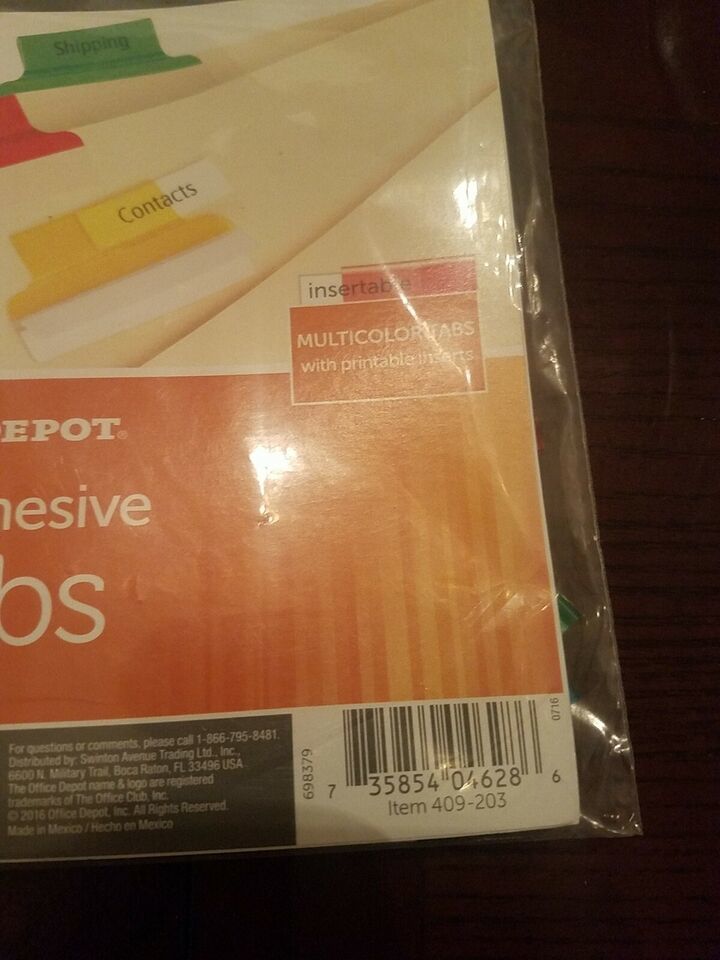 Shipping
Contacts
insertable
MULTICOLOR TABS
with printable inserts
EPOT®
hesive
bs
For questions or comments, please call 1-866-795-8481.
Distributed by: Swinton Avenue Trading Ltd., Inc.,
6600 N. Military Trail, Boca Raton, FL 33496 USA
The Office Depot name & logo are registered
trademarks of The Office Club, Inc.
© 2016 Office Depot, Inc. All Rights Reserved.
Made in Mexico / Hecho en Mexico
698379
7 35854 04628 6
0716
Item 409-203